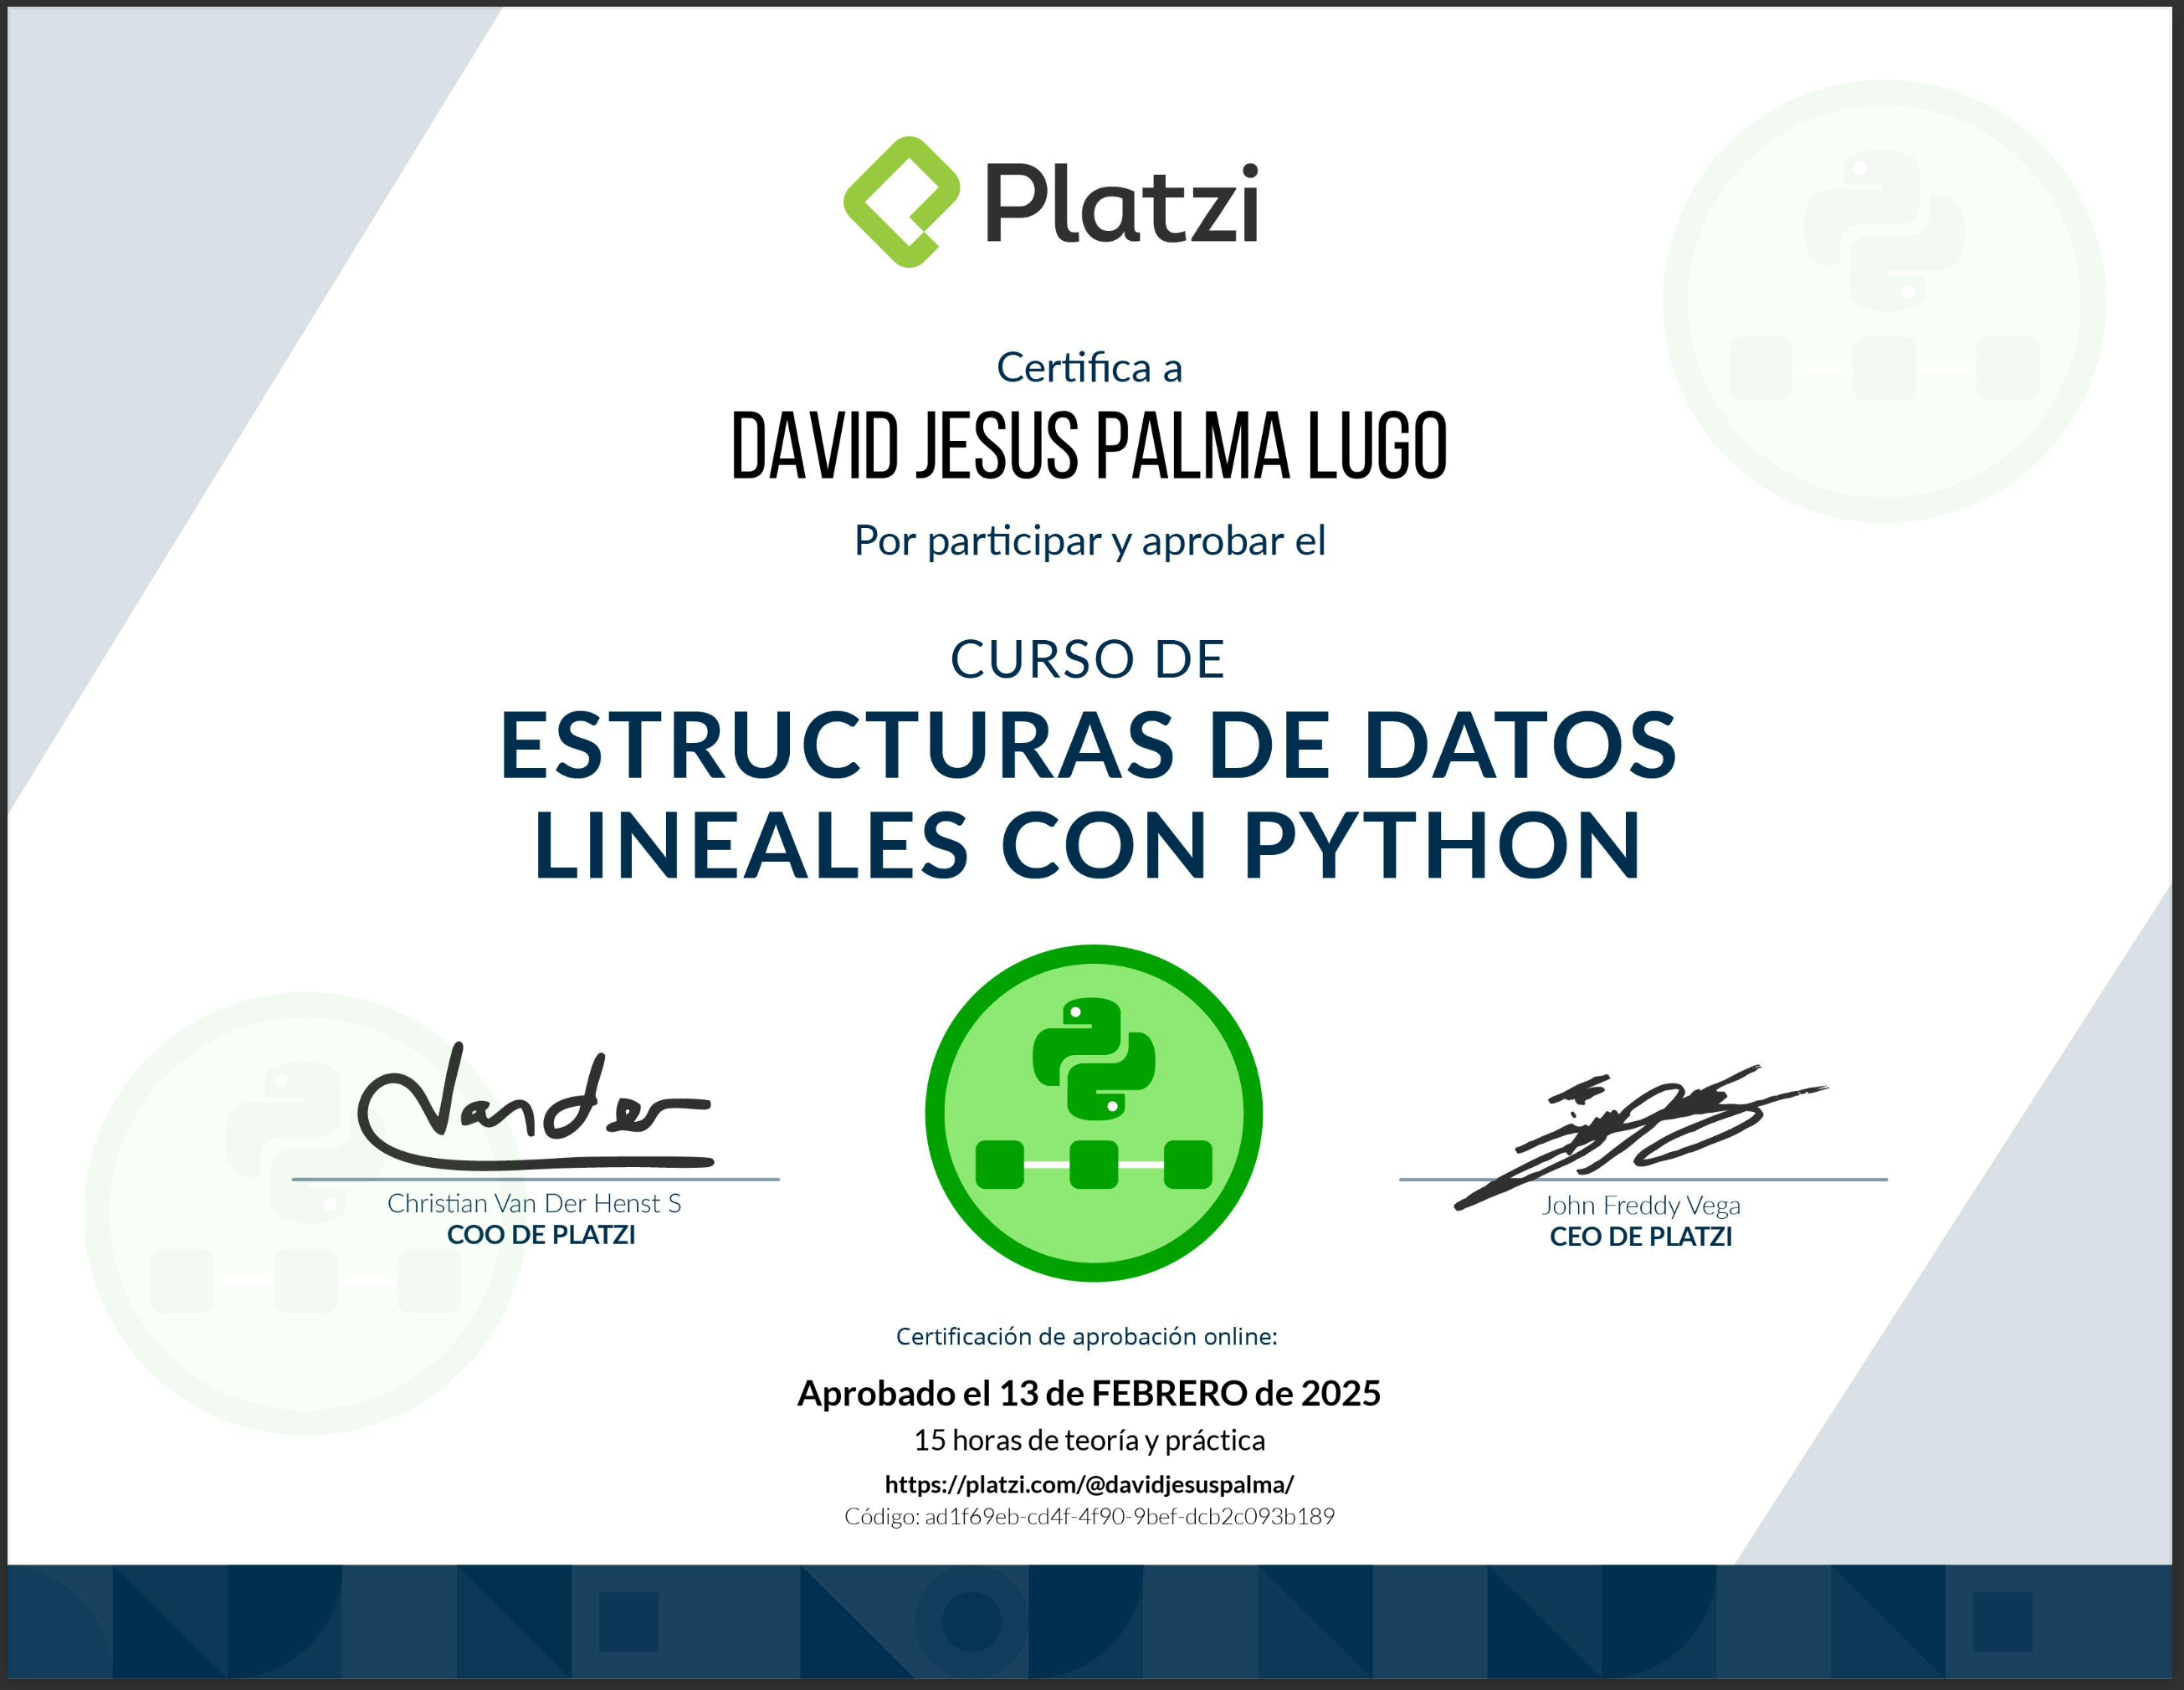 Platzi
Certifica a
DAVID JESUS PALMA LUGO
Por participar y aprobar el
CURSO DE
ESTRUCTURAS DE DATOS
LINEALES CON PYTHON
Vander
Christian Van Der Henst S
COO DE PLATZI
John Freddy Vega
CEO DE PLATZI
Certificación de aprobación online:
Aprobado el 13 de FEBRERO de 2025
15 horas de teoría y práctica
https://platzi.com/@davidjesuspalma/
Código: ad1f69eb-cd4f-4f90-9bef-dcb2c093b189